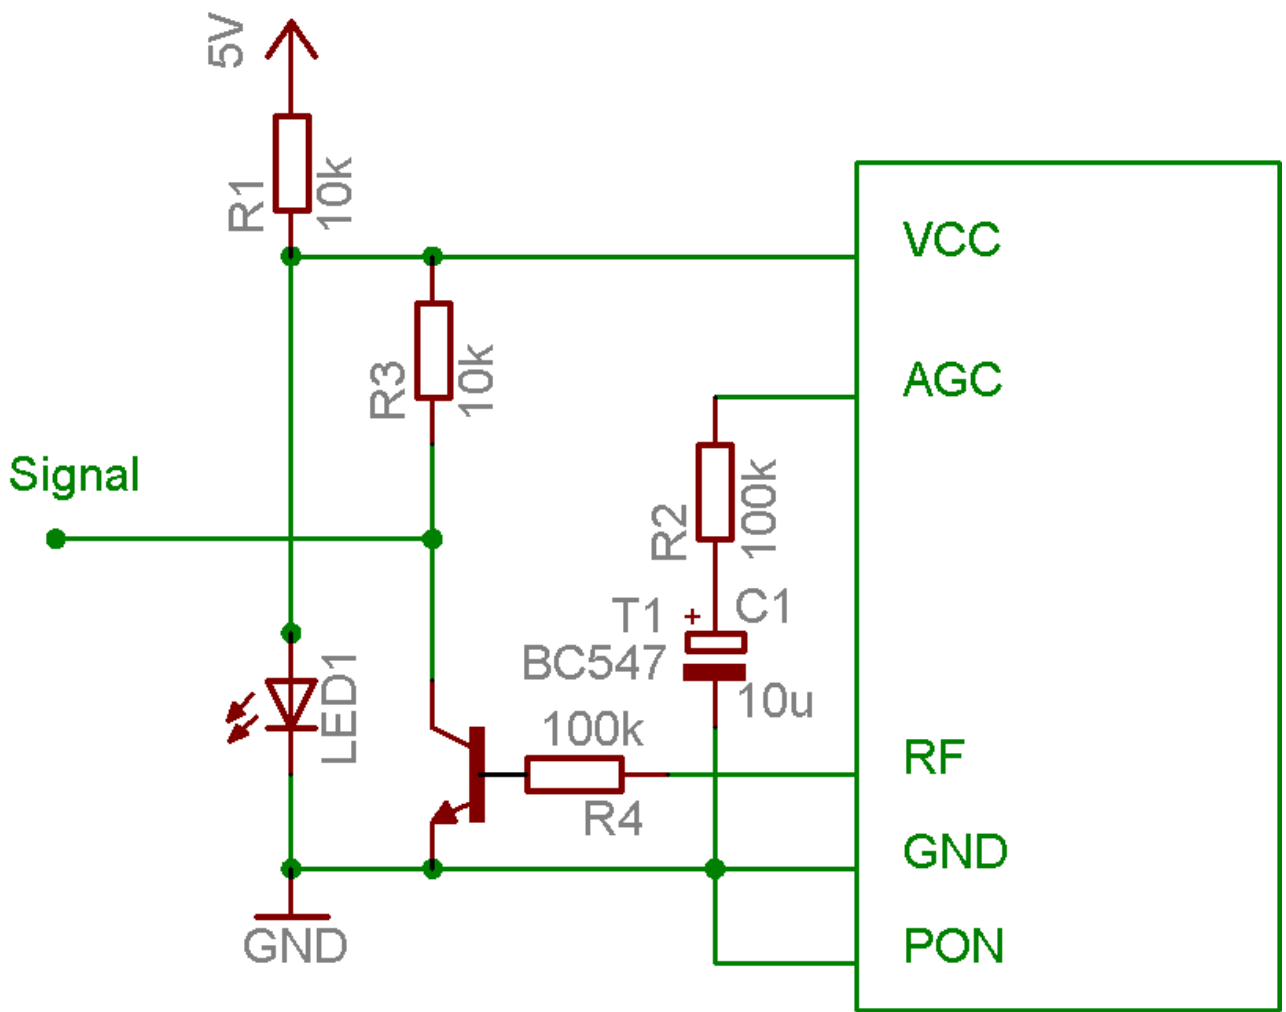 5V
R1
10k
VCC
R3
10k
AGC
Signal
R2
100k
T1
+
C1
BC547
10u
LED1
100k
R4
RF
GND
GND
PON